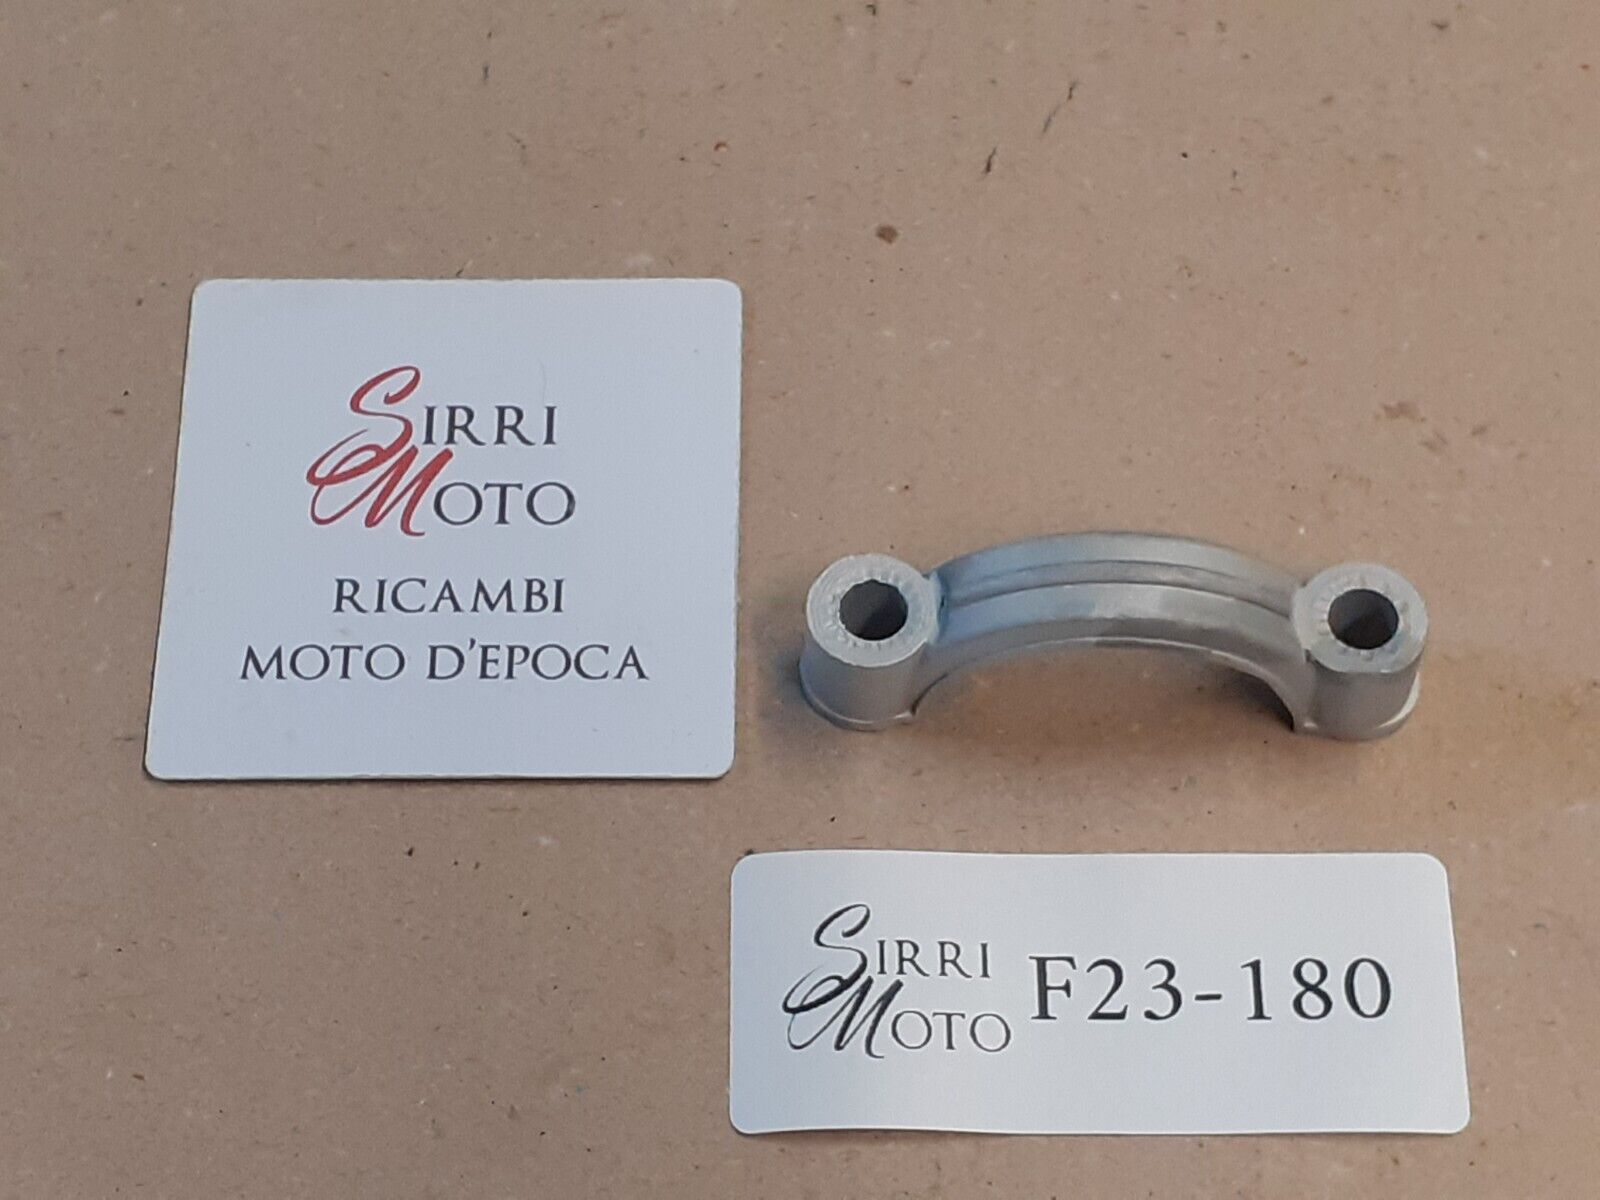 SIRRI
MOTO
RICAMBI
MOTO D'EPOCA
SIRRI
MOTO
F23-180